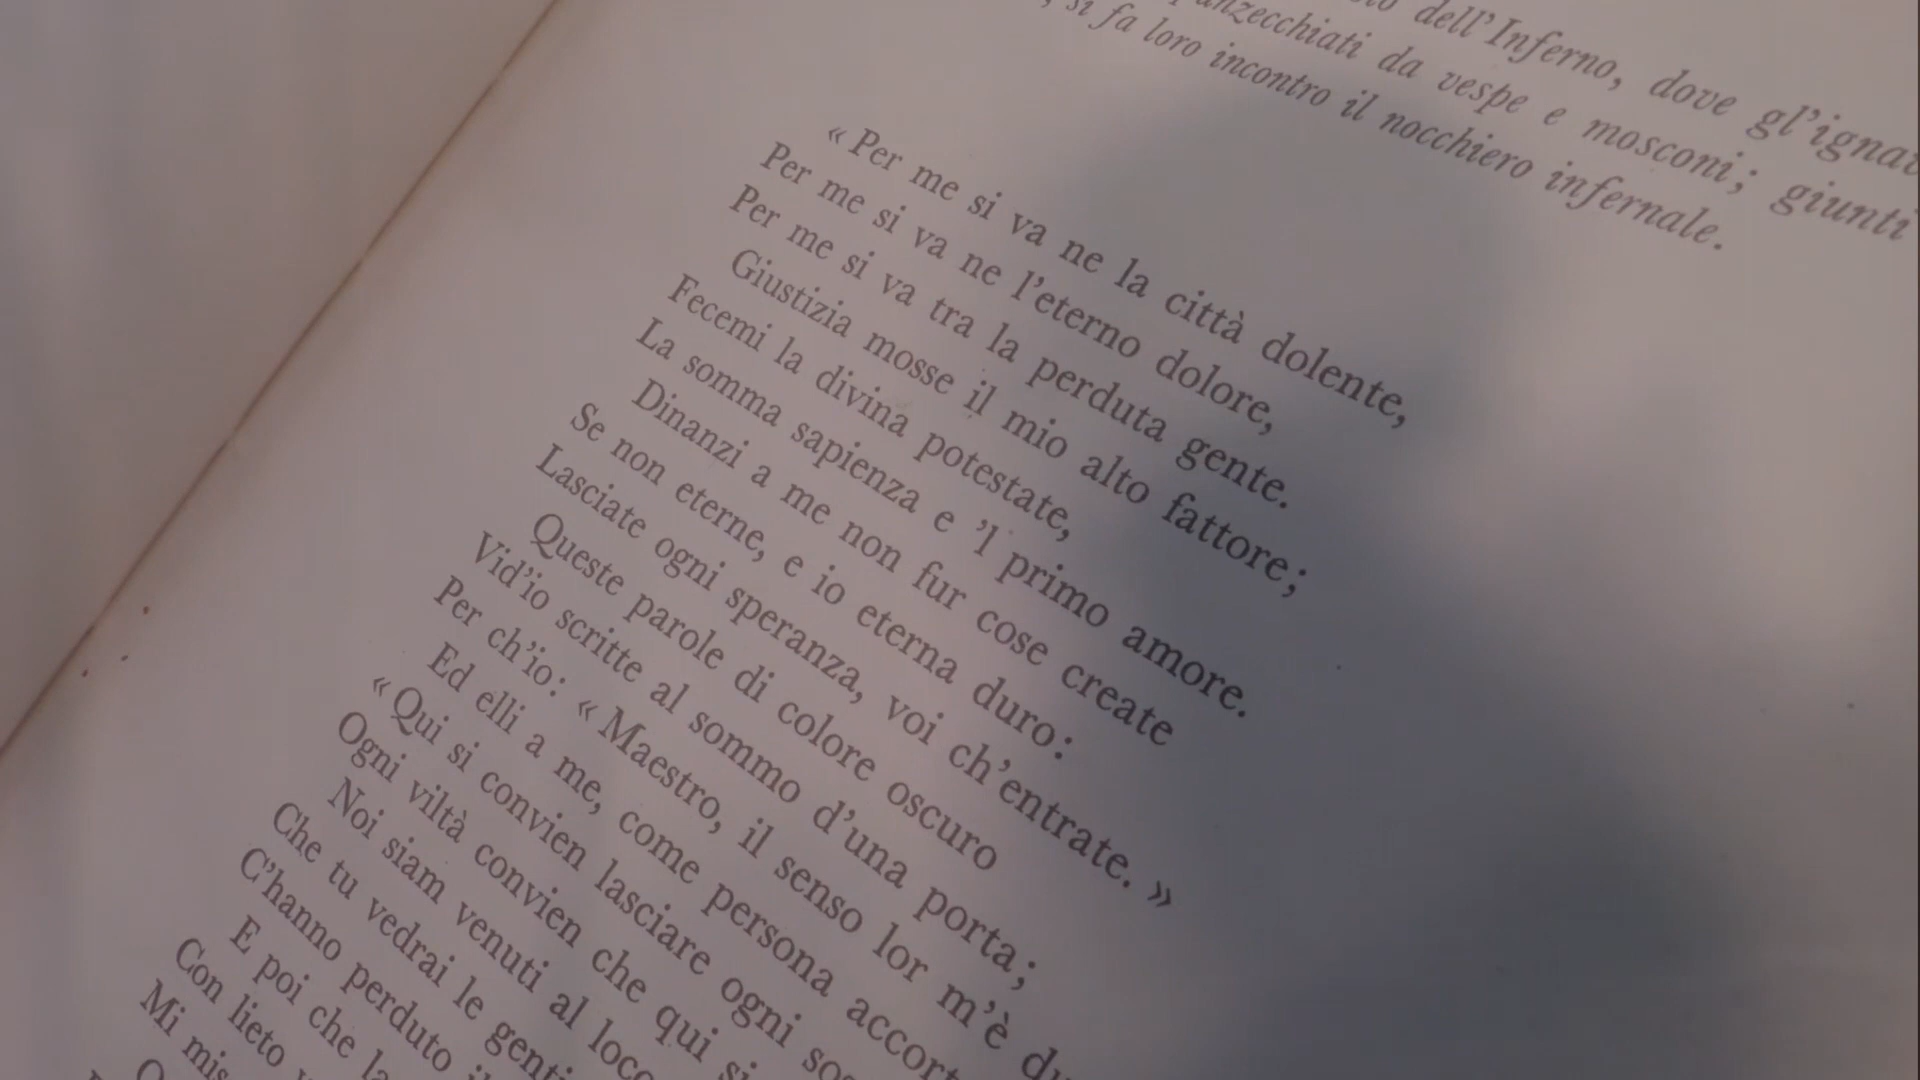 dell'Inferno, dove
da vespe e mosconi; giunti
si fa loro incontro il nocchiero infernale.
« Per me si va ne la città dolente,
Per me si va ne l'eterno dolore,
Per me si va tra la perduta gente.
Giustizia mosse il mio alto fattore;
Fecemi la divina potestate,
La somma sapienza e 'l primo amore.
Dinanzi a me non fur cose create
Se non eterne, e io eterna duro:
Lasciate ogni speranza, voi ch'entrate. »
Queste parole di colore oscuro
Vid'io scritte al sommo d'una porta;
Per ch'io: « Maestro, il senso lor m'è
Ed elli a me, come persona
« Qui si convien lasciare ogni
Ogni viltà convien che qui
Noi siam venuti al
Che tu vedrai le
C'hanno perduto
E poi che
Con lieto
Mi